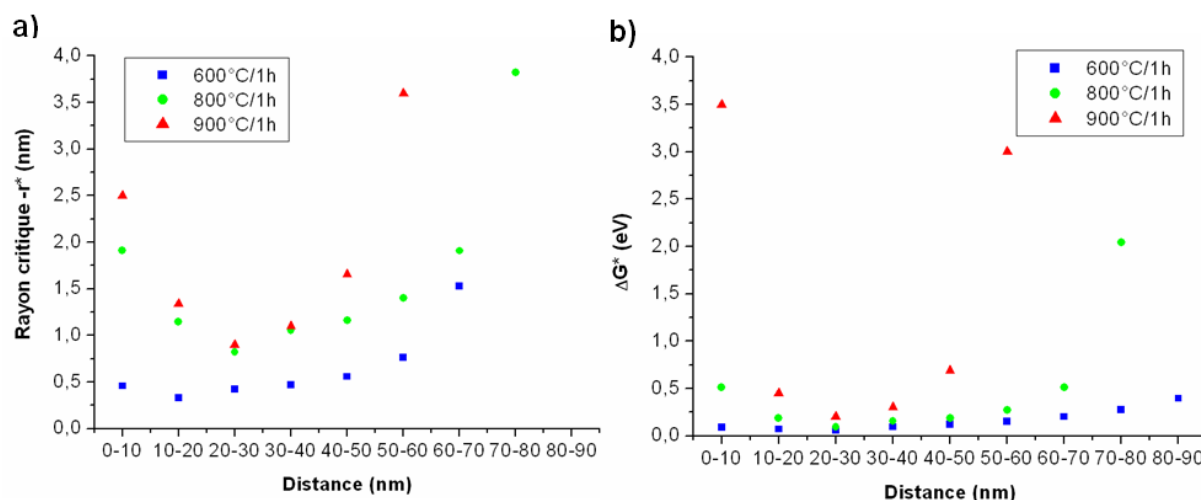 a)
Rayon critique -r* (nm)
4,0
3,5
3,0
2,5
2,0
1,5
1,0
0,5
0,0
600°C/1h
800°C/1h
900°C/1h
0-10 10-20 20-30 30-40 40-50 50-60 60-70 70-80 80-90
Distance (nm)
b)
ΔG* (eV)
4,0
3,5
3,0
2,5
2,0
1,5
1,0
0,5
0,0
600°C/1h
800°C/1h
900°C/1h
0-10 10-20 20-30 30-40 40-50 50-60 60-70 70-80 80-90
Distance (nm)